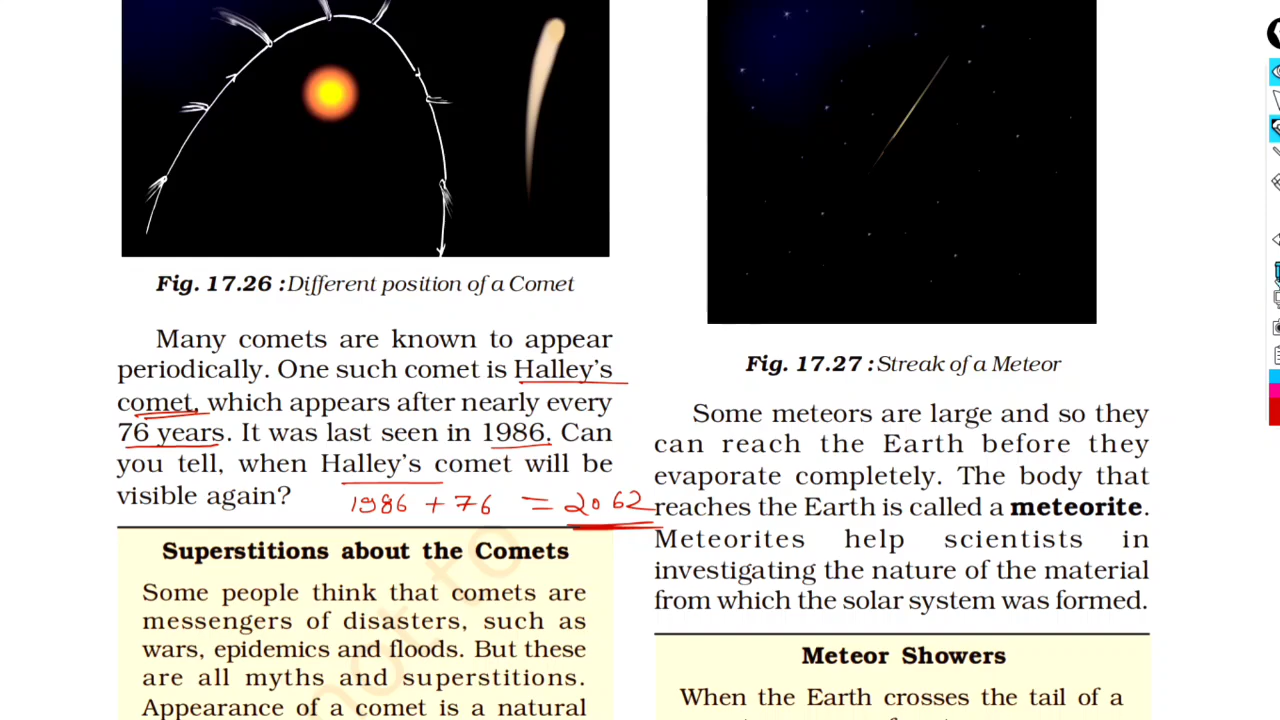 Fig. 17.26 : Different position of a Comet
Many comets are known to appear
periodically. One such comet is Halley's
comet, which appears after nearly every
76 years. It was last seen in 1986. Can
you tell, when Halley's comet will be
visible again?
1986 + 76 = 2062
Superstitions about the Comets
Some people think that comets are
messengers of disasters, such as
wars, epidemics and floods. But these
are all myths and superstitions.
Appearance of a comet is a natural
Fig. 17.27 : Streak of a Meteor
Some meteors are large and so they
can reach the Earth before they
evaporate completely. The body that
reaches the Earth is called a meteorite.
Meteorites help scientists in
investigating the nature of the material
from which the solar system was formed.
Meteor Showers
When the Earth crosses the tail of a
not to